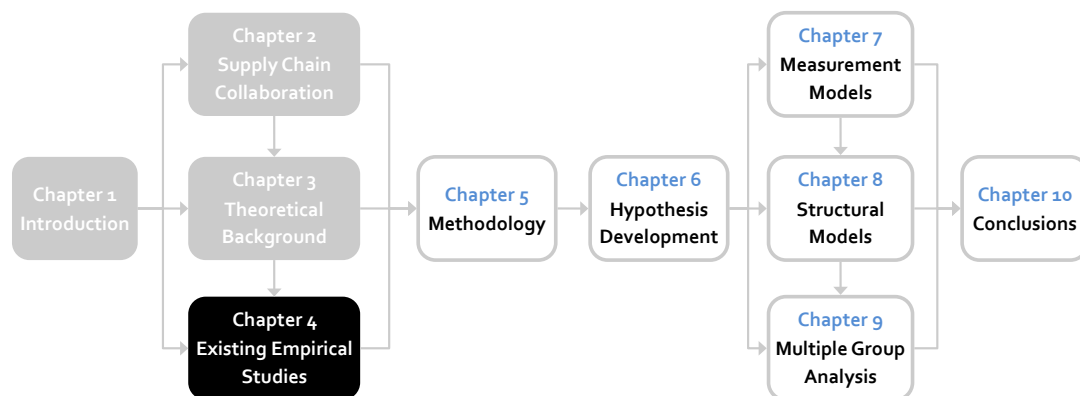 Chapter 1
Introduction
Chapter 2
Supply Chain
Collaboration
Chapter 3
Theoretical
Background
Chapter 4
Existing Empirical
Studies
Chapter 5
Methodology
Chapter 6
Hypothesis
Development
Chapter 7
Measurement
Models
Chapter 8
Structural
Models
Chapter 9
Multiple Group
Analysis
Chapter 10
Conclusions